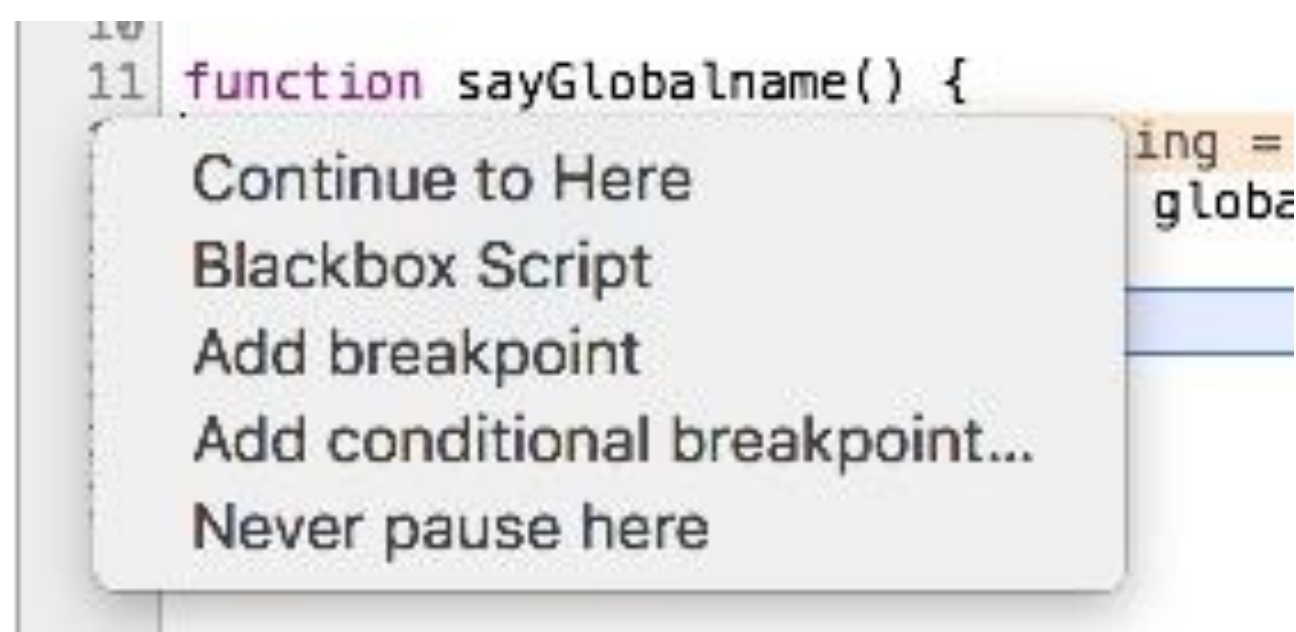 10
11 function sayGlobalname() {
ing =
globa
Continue to Here
Blackbox Script
Add breakpoint
Add conditional breakpoint...
Never pause here